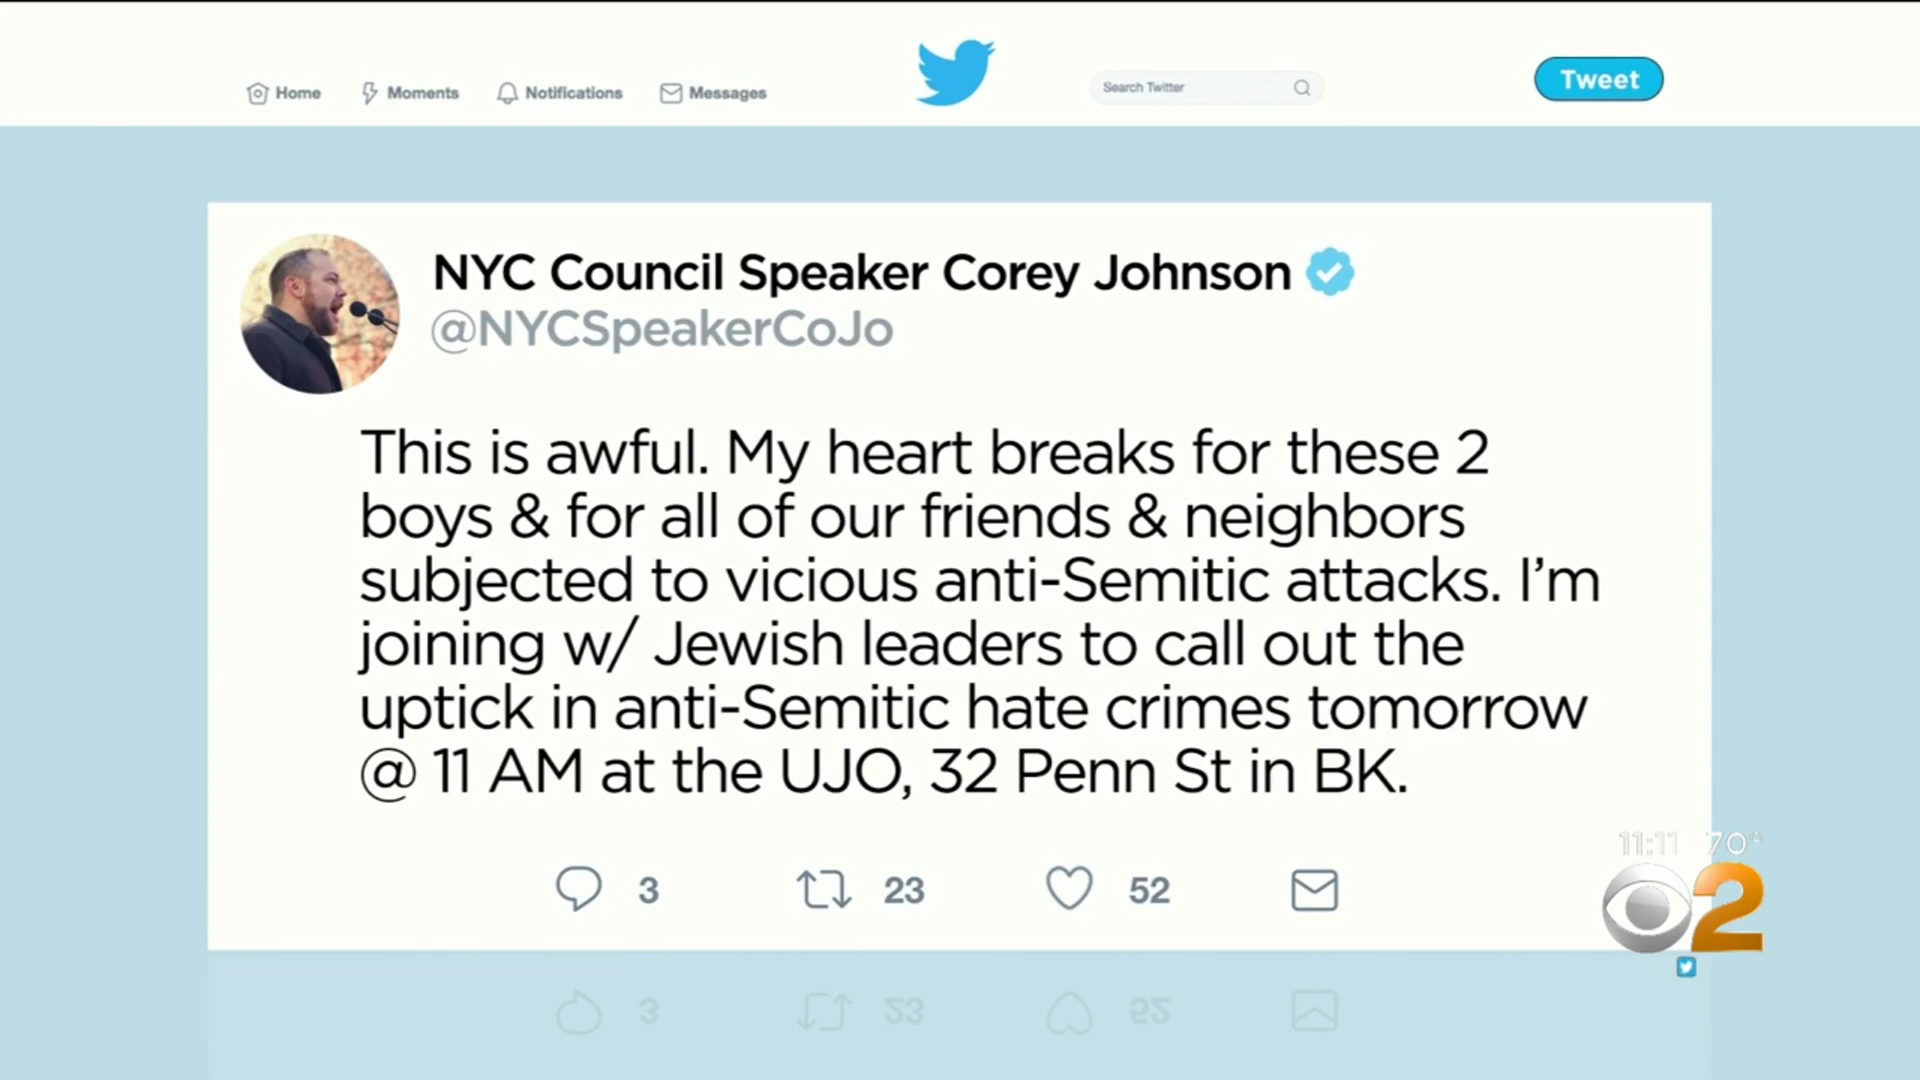 Home Moments Notifications Messages Search Twitter Tweet
NYC Council Speaker Corey Johnson
@NYCSpeakerCoJo
This is awful. My heart breaks for these 2
boys & for all of our friends & neighbors
subjected to vicious anti-Semitic attacks. I'm
joining w/ Jewish leaders to call out the
uptick in anti-Semitic hate crimes tomorrow
@ 11 AM at the UJO, 32 Penn St in BK.
3 23 52
11:11 70°
2